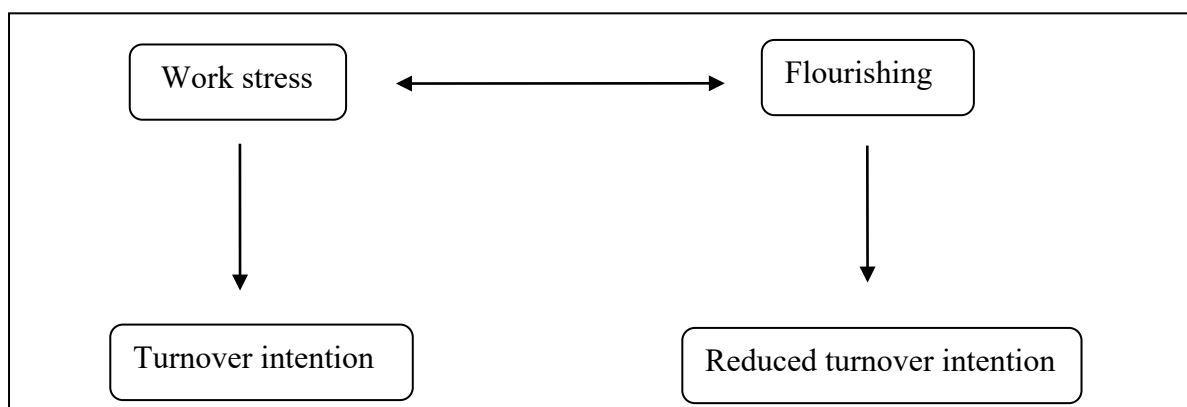 Work stress
Flourishing
Turnover intention
Reduced turnover intention